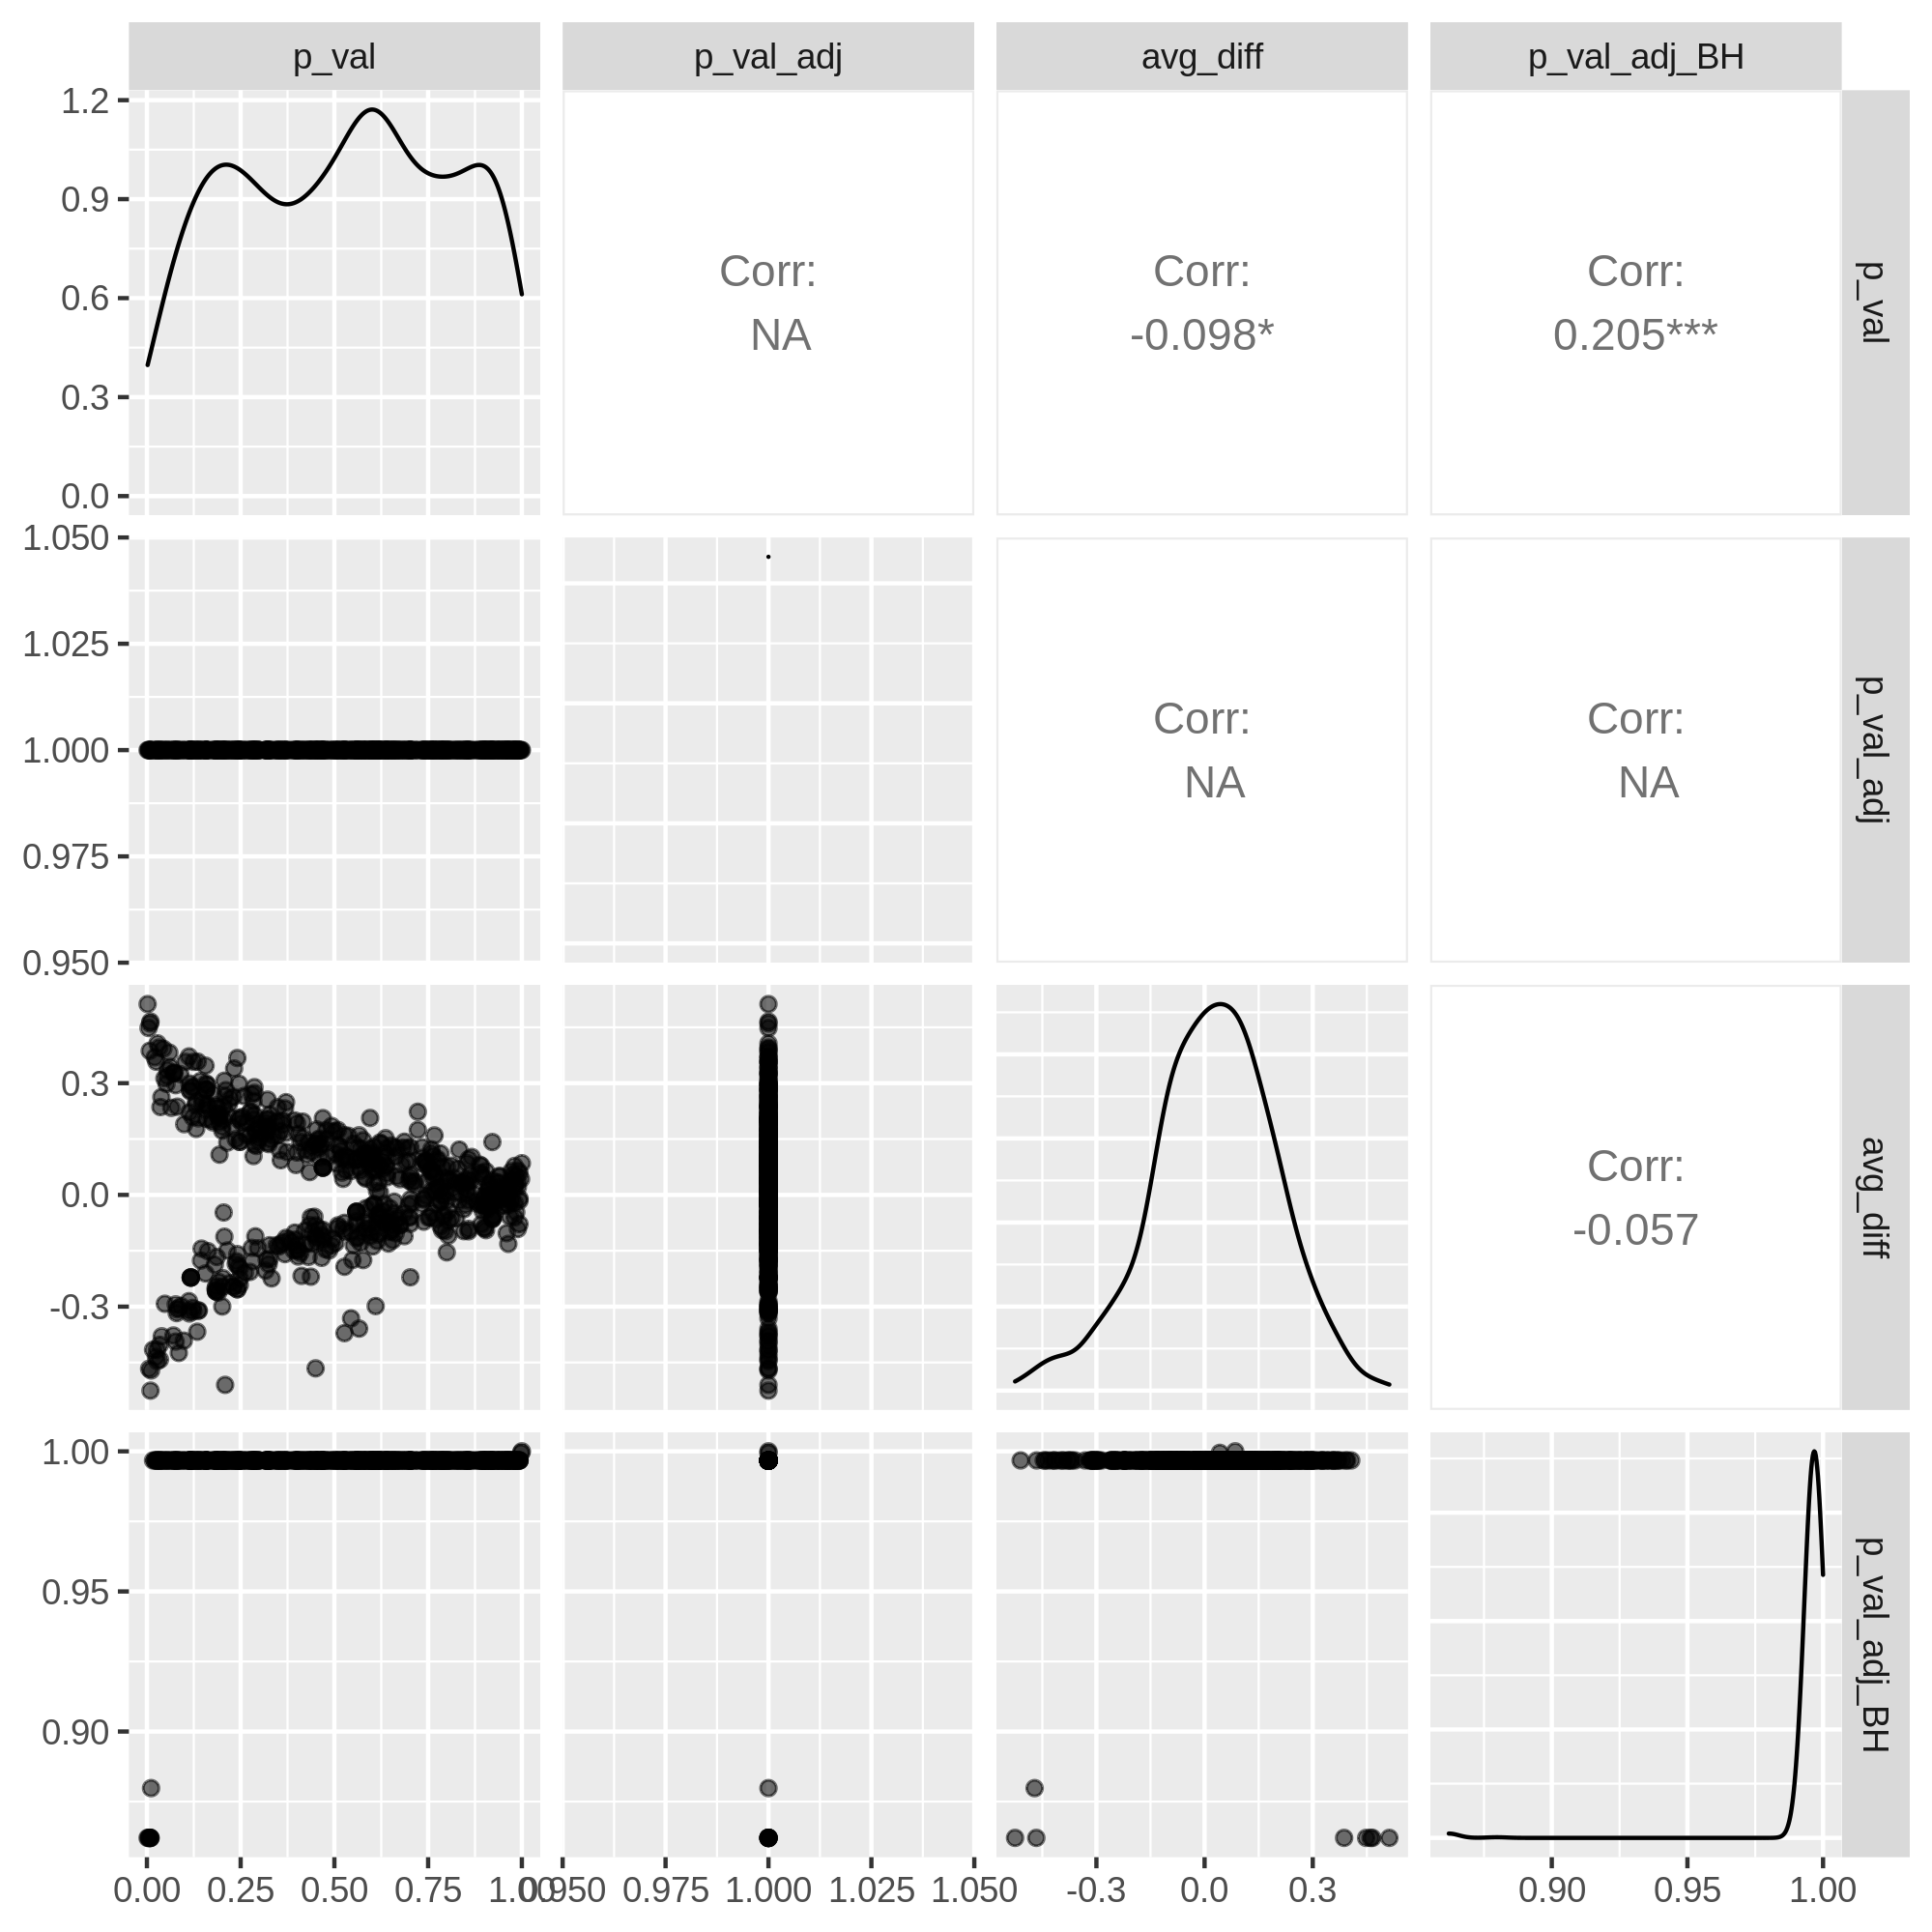 p_val
p_val_adj
avg_diff
p_val_adj_BH
1.2
0.9
0.6
0.3
0.0
Corr:
NA
Corr:
-0.098*
Corr:
0.205***
p_val
1.050
1.025
1.000
0.975
0.950
Corr:
NA
Corr:
NA
p_val_adj
0.3
0.0
-0.3
Corr:
-0.057
avg_diff
1.00
0.95
0.90
p_val_adj_BH
0.00 0.25 0.50 0.75 1.00
0.950 0.975 1.000 1.025 1.050
-0.3 0.0 0.3
0.90 0.95 1.00